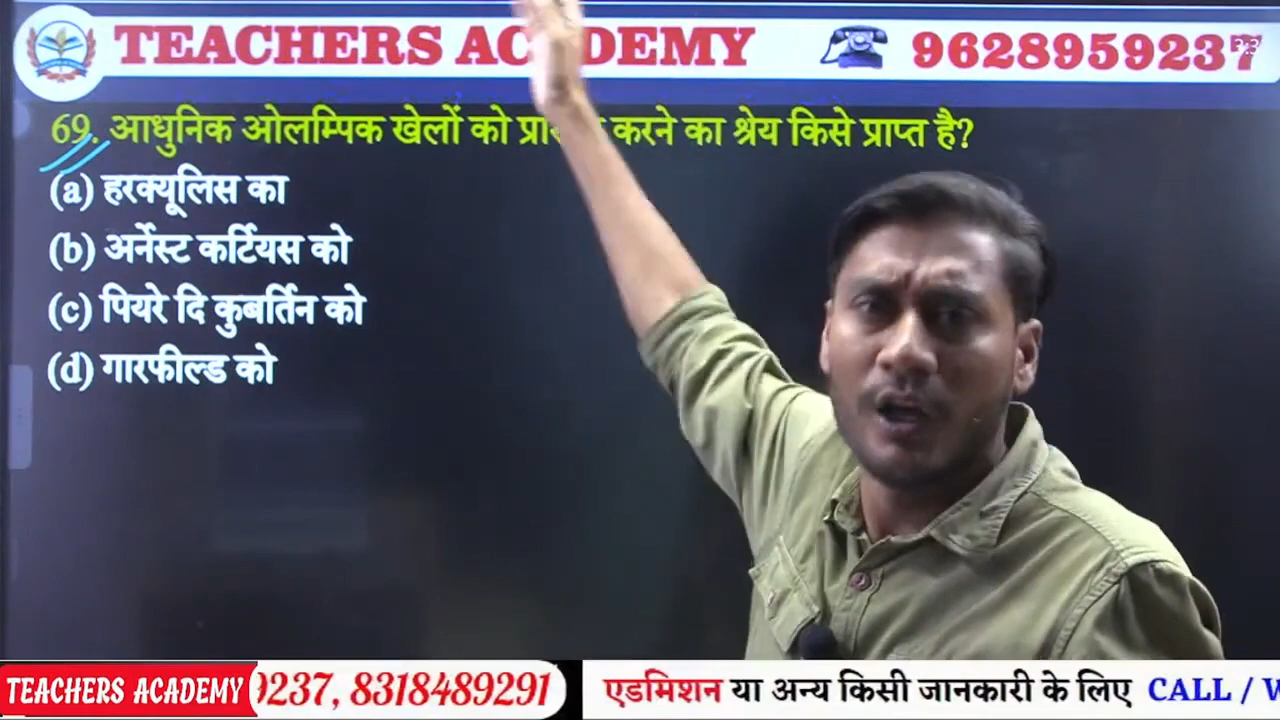 TEACHERS ACADEMY 9628959237
69. आधुनिक ओलम्पिक खेलों को करने का श्रेय किसे प्राप्त है?
(a) हरक्यूलिस का
(b) अर्नेस्ट कर्टियस को
(c) पियरे दि कुबर्तिन को
(d) गारफील्ड को
TEACHERS ACADEMY 9237, 8318489291 एडमिशन या अन्य किसी जानकारी के लिए CALL /